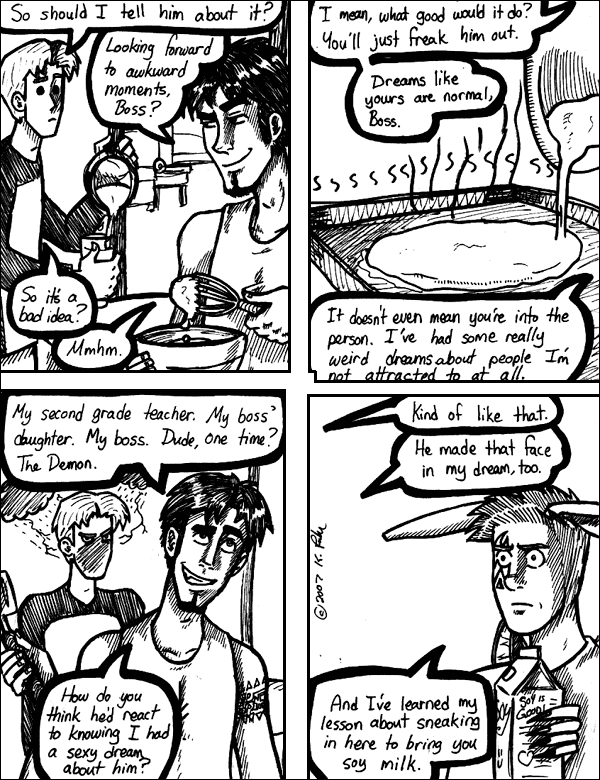 So should I tell him about it?
Looking forward
to awkward
moments,
Boss?
So it's a
bad idea?
Mmhm.
I mean, what good would it do?
You'll just freak him out.
Dreams like
yours are normal,
Boss.
It doesn't even mean you're into the
person. I've had some really
weird dreams about people I'm
not attracted to at all.
My second grade teacher. My boss'
daughter. My boss. Dude, one time?
The Demon.
How do you
think he'd react
to knowing I had
a sexy dream
about him?
Kind of like that.
He made that face
in my dream, too.
©2007 K.
SOY IS
GOOD!
And I've learned my
lesson about sneaking
in here to bring you
soy milk.